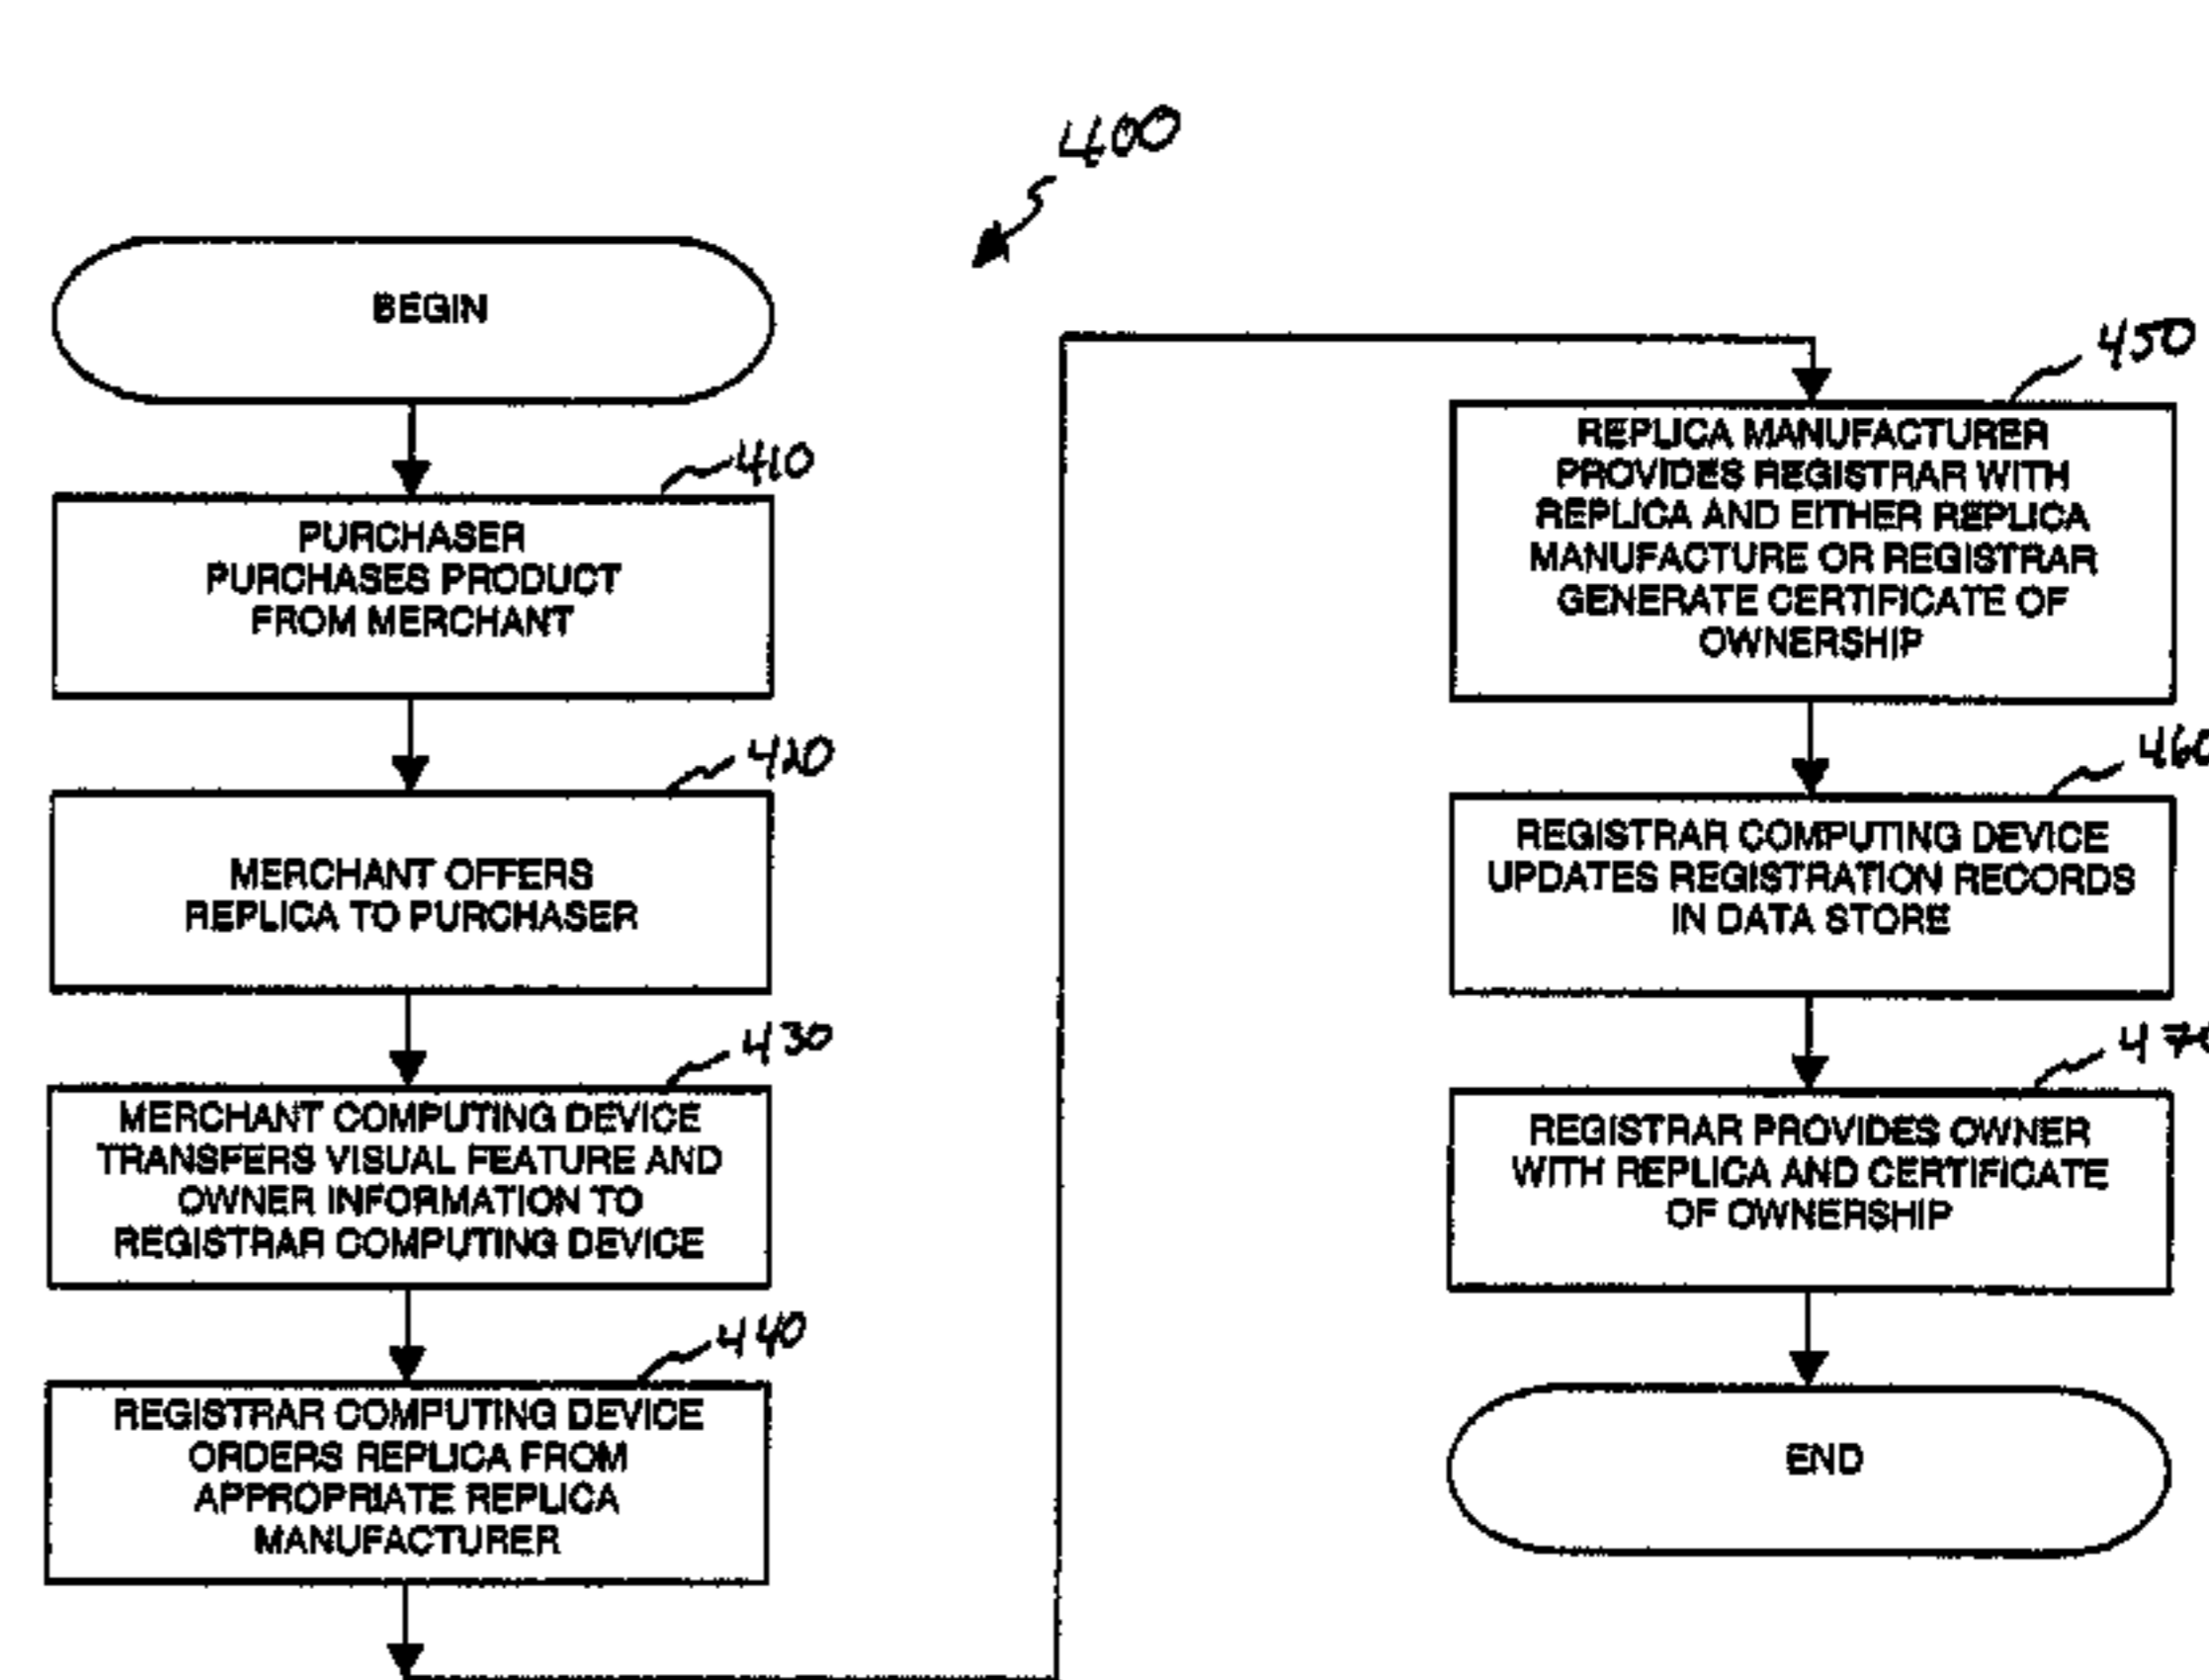 400
BEGIN
410
PURCHASER
PURCHASES PRODUCT
FROM MERCHANT
420
MERCHANT OFFERS
REPLICA TO PURCHASER
430
MERCHANT COMPUTING DEVICE
TRANSFERS VISUAL FEATURE AND
OWNER INFORMATION TO
REGISTRAR COMPUTING DEVICE
440
REGISTRAR COMPUTING DEVICE
ORDERS REPLICA FROM
APPROPRIATE REPLICA
MANUFACTURER
450
REPLICA MANUFACTURER
PROVIDES REGISTRAR WITH
REPLICA AND EITHER REPLICA
MANUFACTURE OR REGISTRAR
GENERATE CERTIFICATE OF
OWNERSHIP
460
REGISTRAR COMPUTING DEVICE
UPDATES REGISTRATION RECORDS
IN DATA STORE
470
REGISTRAR PROVIDES OWNER
WITH REPLICA AND CERTIFICATE
OF OWNERSHIP
END